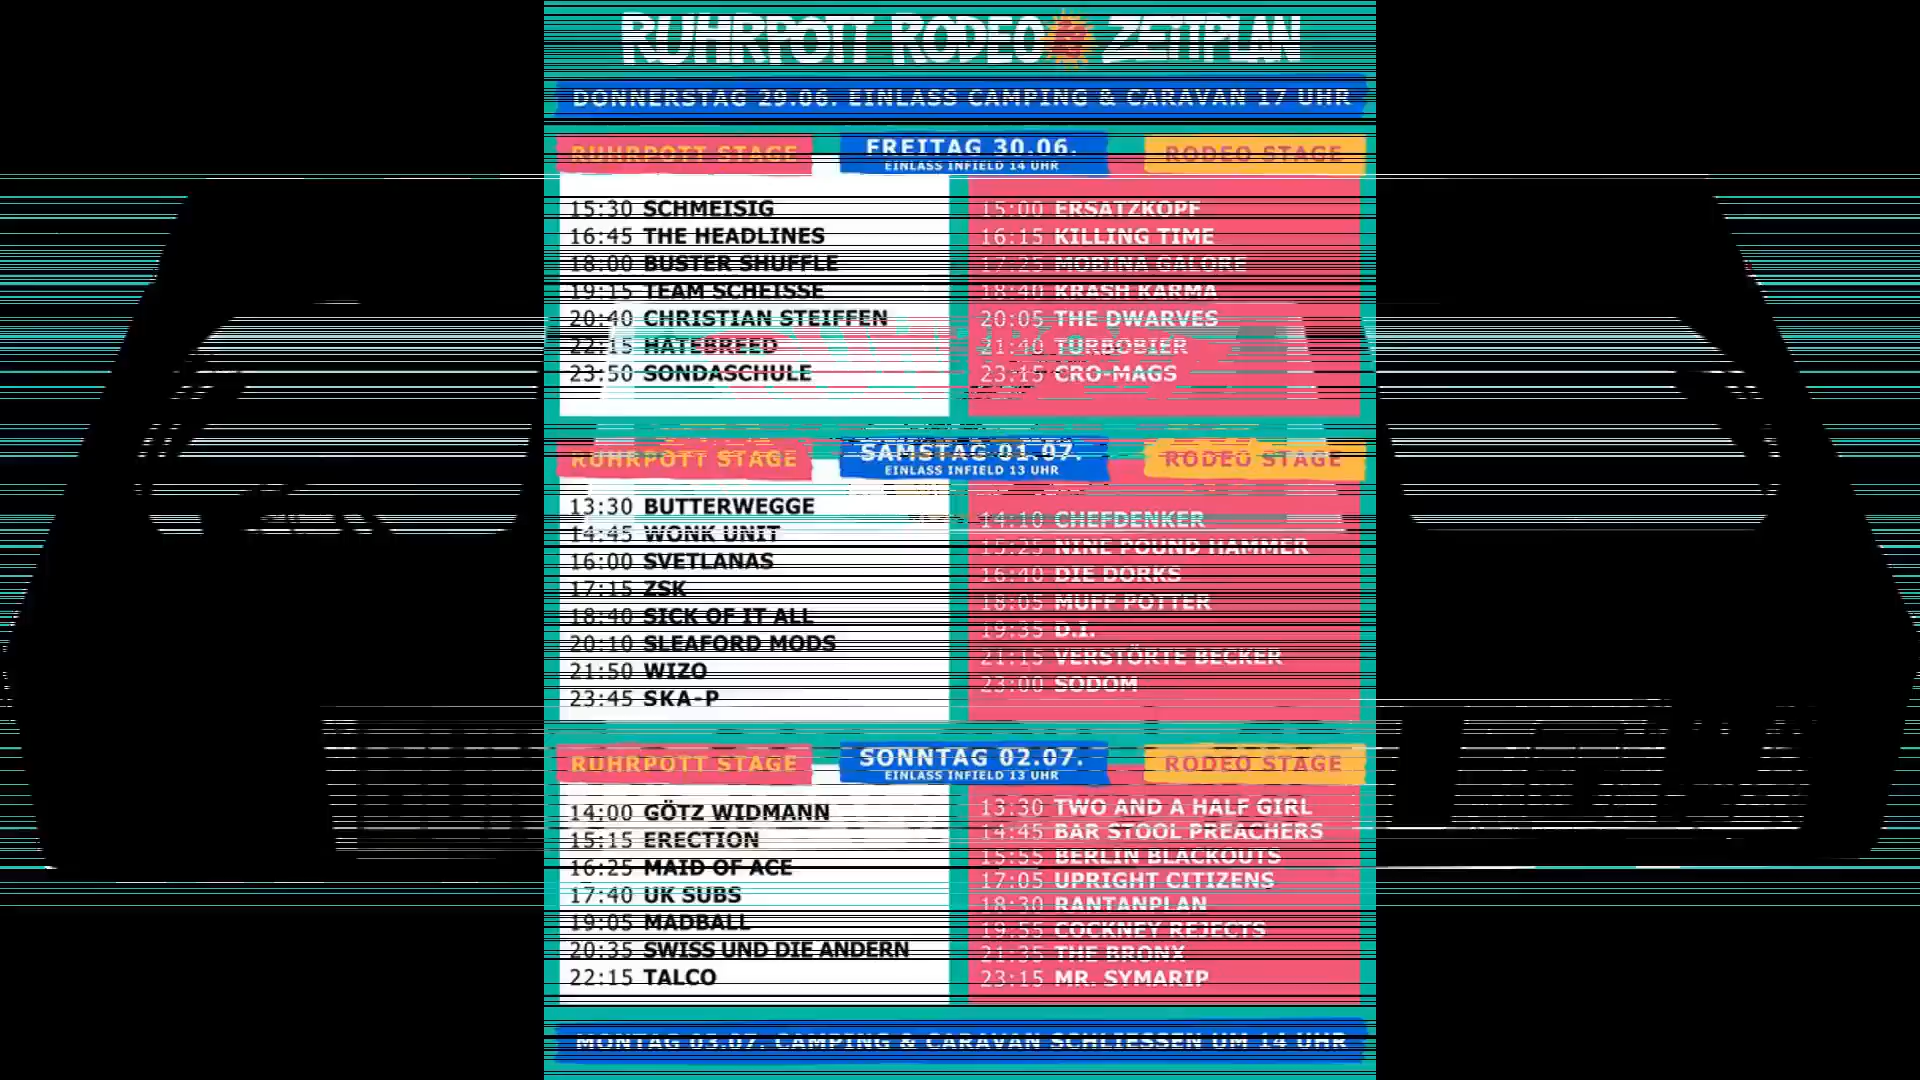 RUHRPOTT RODEO ZEITPLAN
DONNERSTAG 29.06. EINLASS CAMPING & CARAVAN 17 UHR
RUHRPOTT STAGE
FREITAG 30.06.
EINLASS INFIELD 14 UHR
RODEO STAGE
15:30 SCHMEISIG
16:45 THE HEADLINES
18:00 BUSTER SHUFFLE
19:15 TEAM SCHEISSE
20:40 CHRISTIAN STEIFFEN
22:15 HATEBREED
23:50 SONDASCHULE
15:00 ERSATZKOPF
16:15 KILLING TIME
17:25 MOBINA GALORE
18:40 KRASH KARMA
20:05 THE DWARVES
21:40 TURBOBIER
23:15 CRO-MAGS
RUHRPOTT STAGE
SAMSTAG 01.07.
EINLASS INFIELD 13 UHR
RODEO STAGE
13:30 BUTTERWEGGE
14:45 WONK UNIT
16:00 SVETLANAS
17:15 ZSK
18:40 SICK OF IT ALL
20:10 SLEAFORD MODS
21:50 WIZO
23:45 SKA-P
14:10 CHEFDENKER
15:25 NINE POUND HAMMER
16:40 DIE DORKS
18:05 MUFF POTTER
19:35 D.I.
21:15 VERSTÖRTE BECKER
23:00 SODOM
RUHRPOTT STAGE
SONNTAG 02.07.
EINLASS INFIELD 13 UHR
RODEO STAGE
14:00 GÖTZ WIDMANN
15:15 ERECTION
16:25 MAID OF ACE
17:40 UK SUBS
19:05 MADBALL
20:35 SWISS UND DIE ANDERN
22:15 TALCO
13:30 TWO AND A HALF GIRL
14:45 BAR STOOL PREACHERS
15:55 BERLIN BLACKOUTS
17:05 UPRIGHT CITIZENS
18:30 RANTANPLAN
19:55 COCKNEY REJECTS
21:35 THE BRONX
23:15 MR. SYMARIP
MONTAG 03.07. CAMPING & CARAVAN SCHLIESSEN UM 14 UHR